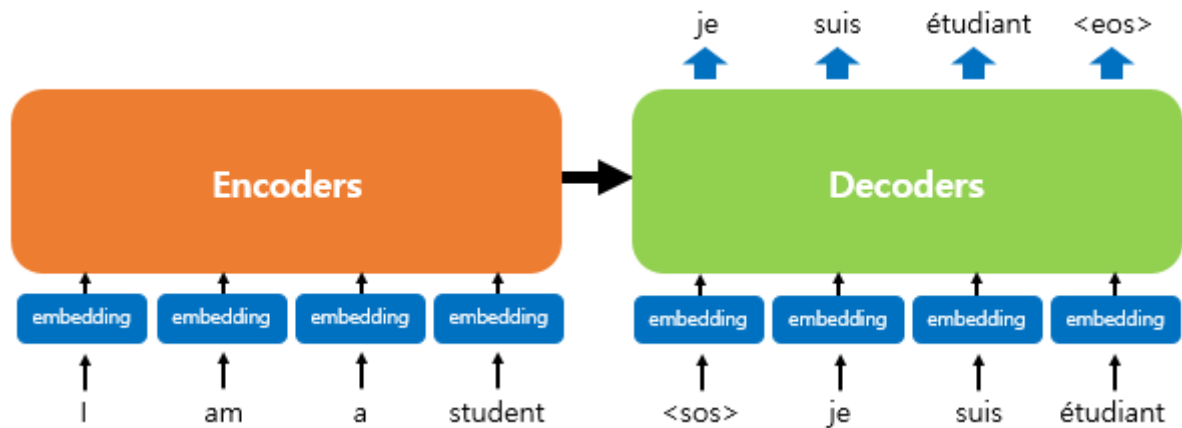 je suis étudiant <eos>
Encoders Decoders
embedding embedding embedding embedding embedding embedding embedding embedding
I am a student <sos> je suis étudiant